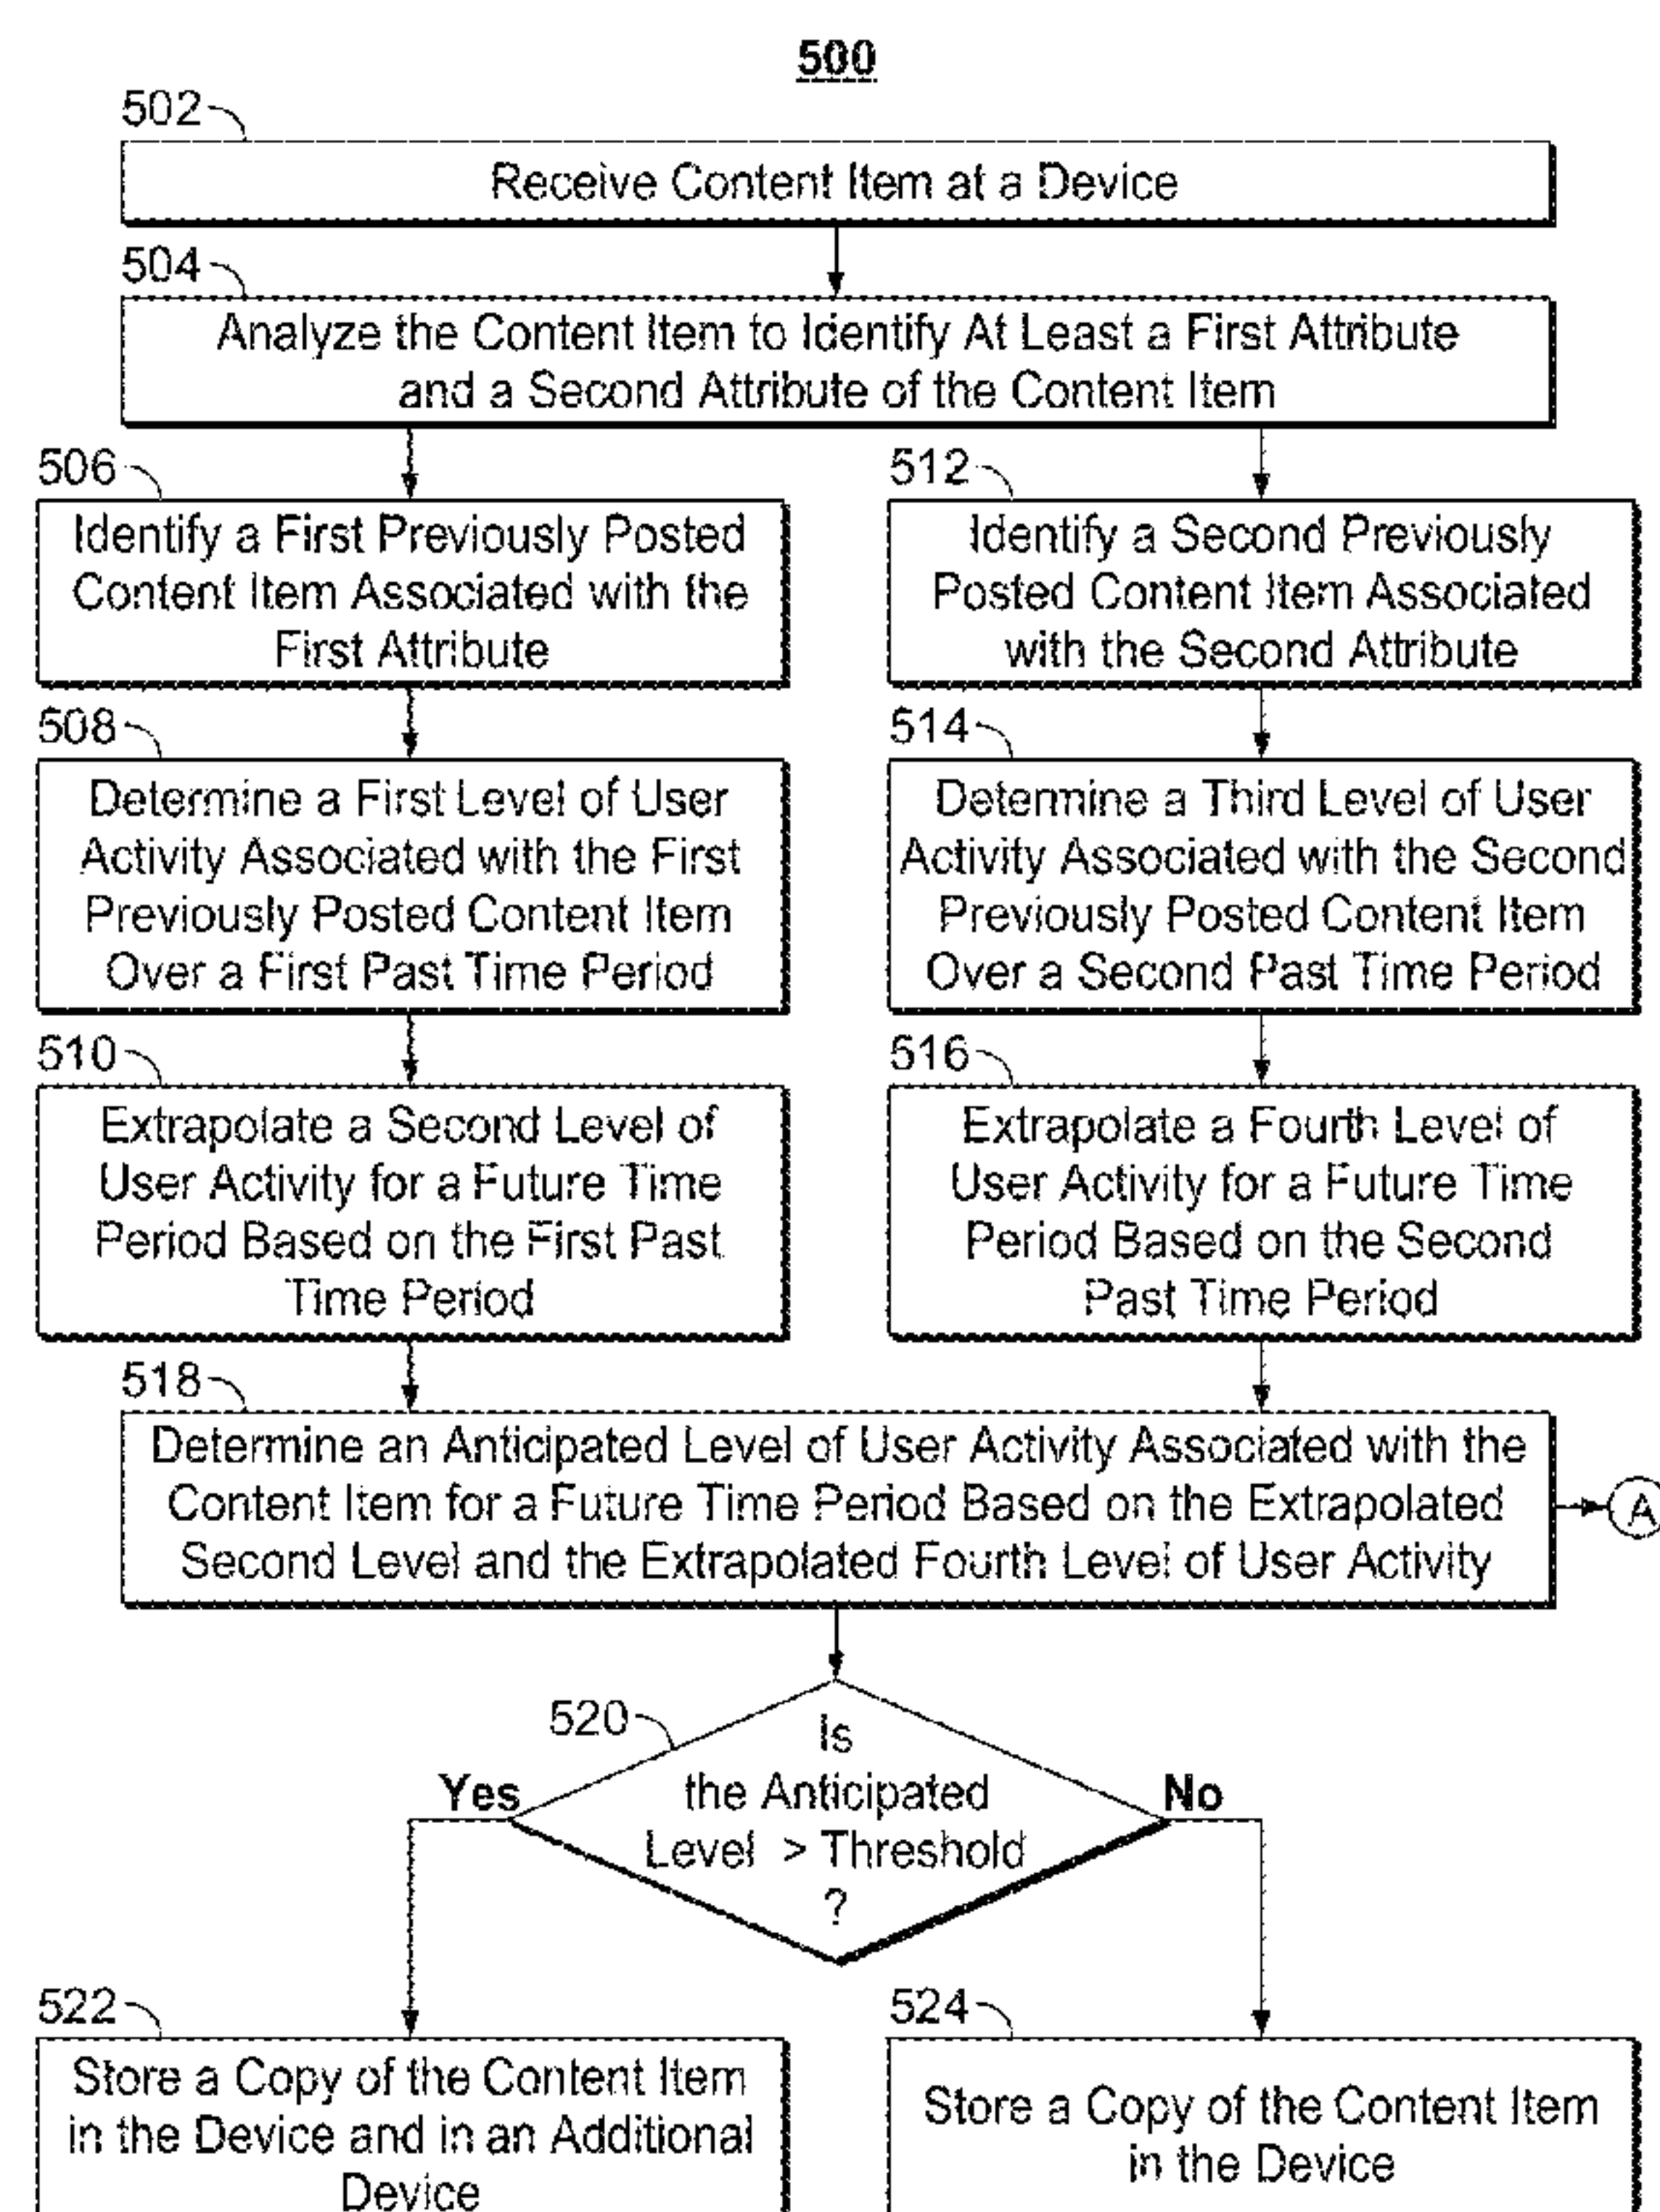 500
502
Receive Content Item at a Device
504
Analyze the Content Item to Identify At Least a First Attribute
and a Second Attribute of the Content Item
506
Identify a First Previously Posted
Content Item Associated with the
First Attribute
512
Identify a Second Previously
Posted Content Item Associated
with the Second Attribute
508
Determine a First Level of User
Activity Associated with the First
Previously Posted Content Item
Over a First Past Time Period
514
Determine a Third Level of User
Activity Associated with the Second
Previously Posted Content Item
Over a Second Past Time Period
510
Extrapolate a Second Level of
User Activity for a Future Time
Period Based on the First Past
Time Period
516
Extrapolate a Fourth Level of
User Activity for a Future Time
Period Based on the Second
Past Time Period
518
Determine an Anticipated Level of User Activity Associated with the
Content Item for a Future Time Period Based on the Extrapolated
Second Level and the Extrapolated Fourth Level of User Activity
A
520
Is
the Anticipated
Level > Threshold
?
Yes
No
522
Store a Copy of the Content Item
in the Device and in an Additional
Device
524
Store a Copy of the Content Item
in the Device